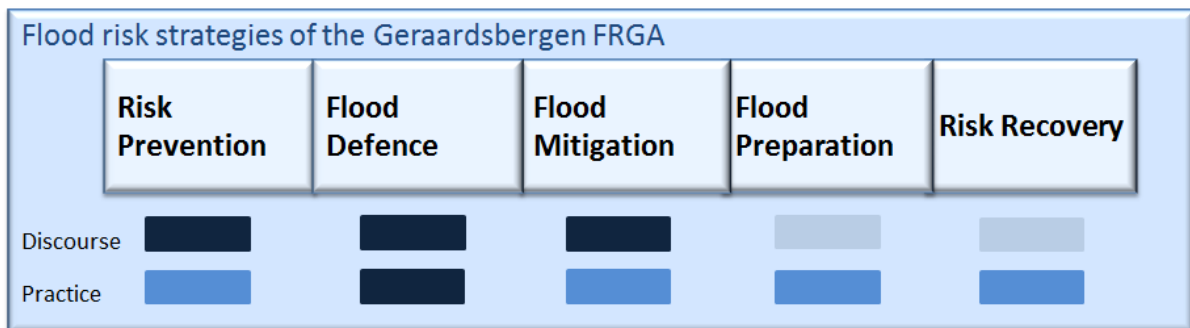 Flood risk strategies of the Geraardsbergen FRGA
Risk
Prevention
Flood
Defence
Flood
Mitigation
Flood
Preparation
Risk Recovery
Discourse
Practice